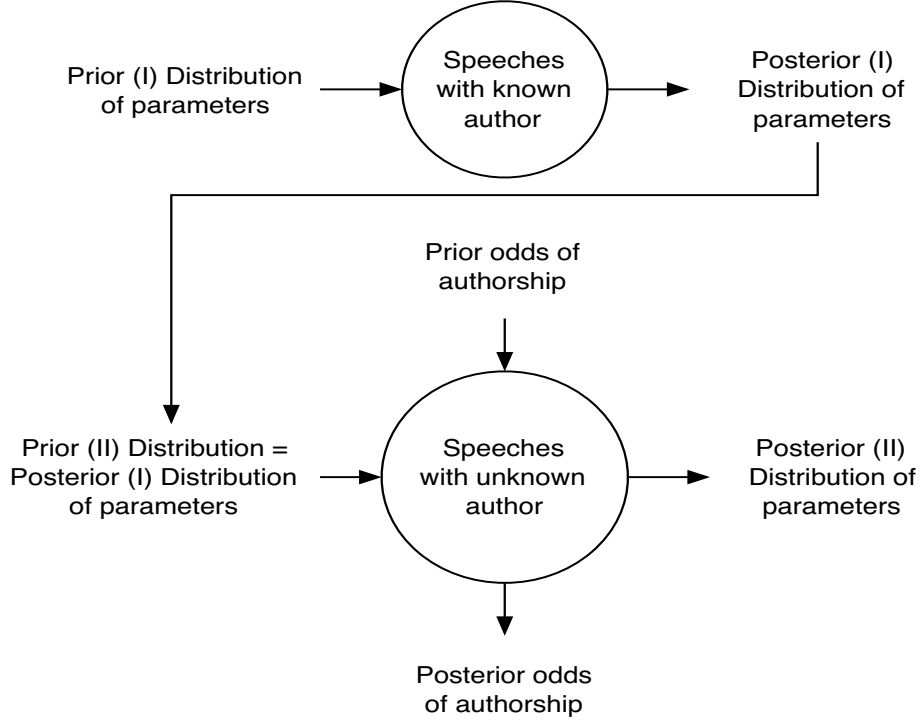 Prior (I) Distribution
of parameters
Speeches
with known
author
Posterior (I)
Distribution of
parameters
Prior odds of
authorship
Prior (II) Distribution =
Posterior (I) Distribution
of parameters
Speeches
with unknown
author
Posterior (II)
Distribution of
parameters
Posterior odds
of authorship